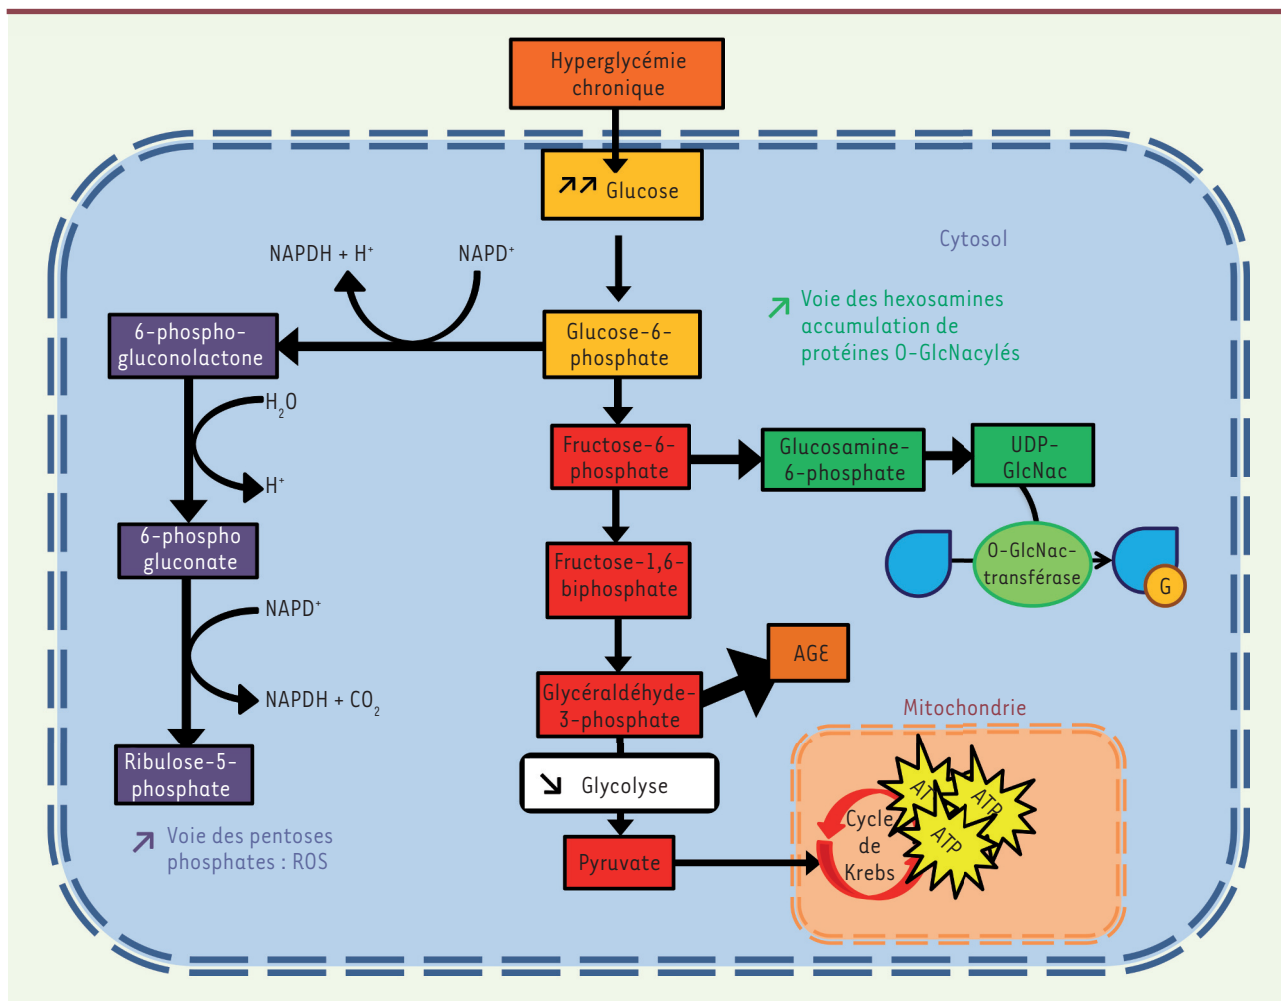 Hyperglycémie
chronique
↗↗ Glucose
Cytosol
NAPDH + H⁺
NAPD⁺
↗ Voie des hexosamines
accumulation de
protéines O-GlcNacylés
6-phospho-
gluconolactone
Glucose-6-
phosphate
H₂O
H⁺
Fructose-6-
phosphate
Glucosamine-
6-phosphate
UDP-
GlcNac
6-phospho
gluconate
Fructose-1,6-
biphosphate
O-GlcNac-
transférase
G
NAPD⁺
NAPDH + CO₂
AGE
Glycéraldéhyde-
3-phosphate
Mitochondrie
Ribulose-5-
phosphate
↘ Glycolyse
↗ Voie des pentoses
phosphates : ROS
Pyruvate
Cycle
de
Krebs
AT
ATP
ATP